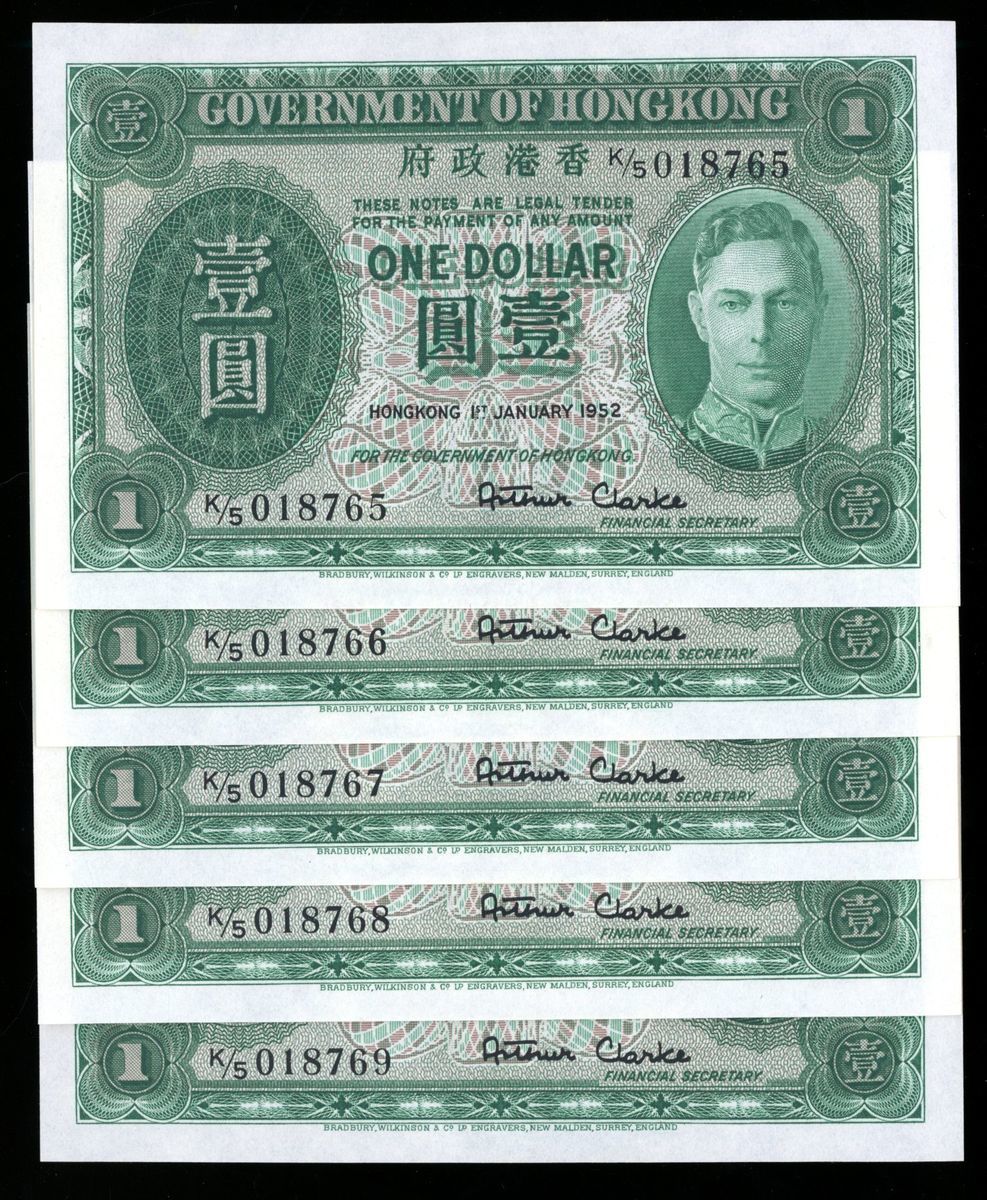 壹 GOVERNMENT OF HONGKONG 1
府政港香 K/5 018765
THESE NOTES ARE LEGAL TENDER
FOR THE PAYMENT OF ANY AMOUNT
ONE DOLLAR
壹圓
圓壹
HONGKONG 1ST JANUARY 1952
FOR THE GOVERNMENT OF HONGKONG.
1 K/5 018765 Arthur Clarke 壹
FINANCIAL SECRETARY
BRADBURY, WILKINSON & Cº Lᴰ ENGRAVERS, NEW MALDEN, SURREY, ENGLAND
1 K/5 018766 Arthur Clarke 壹
FINANCIAL SECRETARY
BRADBURY, WILKINSON & Cº Lᴰ ENGRAVERS, NEW MALDEN, SURREY, ENGLAND
1 K/5 018767 Arthur Clarke 壹
FINANCIAL SECRETARY
BRADBURY, WILKINSON & Cº Lᴰ ENGRAVERS, NEW MALDEN, SURREY, ENGLAND
1 K/5 018768 Arthur Clarke 壹
FINANCIAL SECRETARY
BRADBURY, WILKINSON & Cº Lᴰ ENGRAVERS, NEW MALDEN, SURREY, ENGLAND
1 K/5 018769 Arthur Clarke 壹
FINANCIAL SECRETARY
BRADBURY, WILKINSON & Cº Lᴰ ENGRAVERS, NEW MALDEN, SURREY, ENGLAND